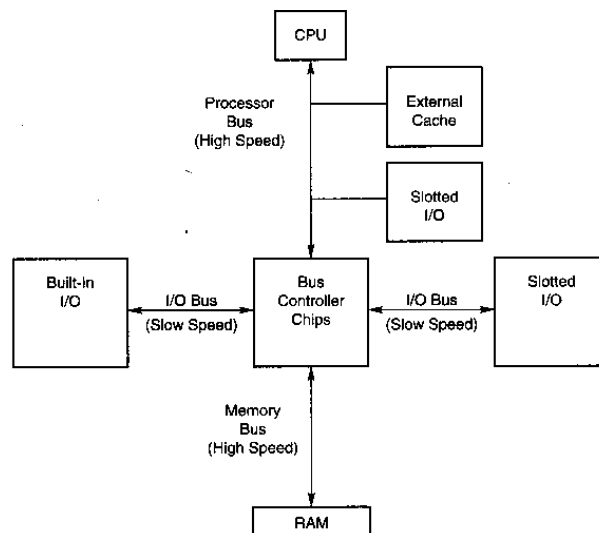 CPU
Processor
Bus
(High Speed)
External
Cache
Slotted
I/O
Built-in
I/O
I/O Bus
(Slow Speed)
Bus
Controller
Chips
I/O Bus
(Slow Speed)
Slotted
I/O
Memory
Bus
(High Speed)
RAM